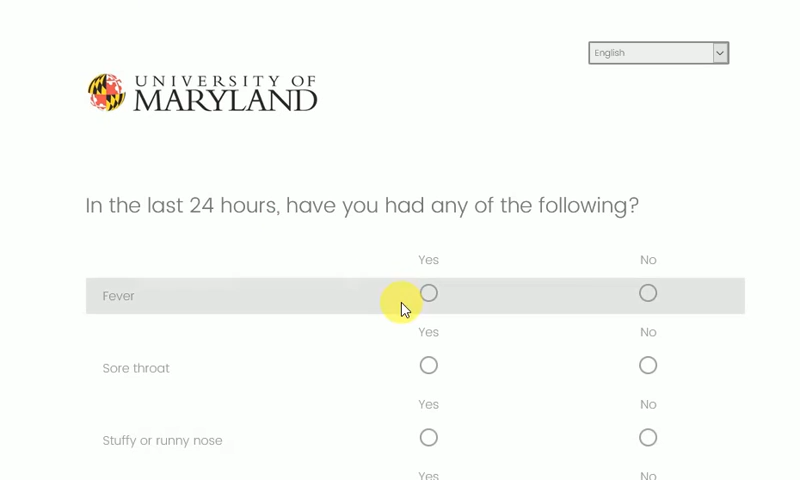 English
UNIVERSITY OF
MARYLAND
In the last 24 hours, have you had any of the following?
Yes No
Fever
Yes No
Sore throat
Yes No
Stuffy or runny nose
Yes No